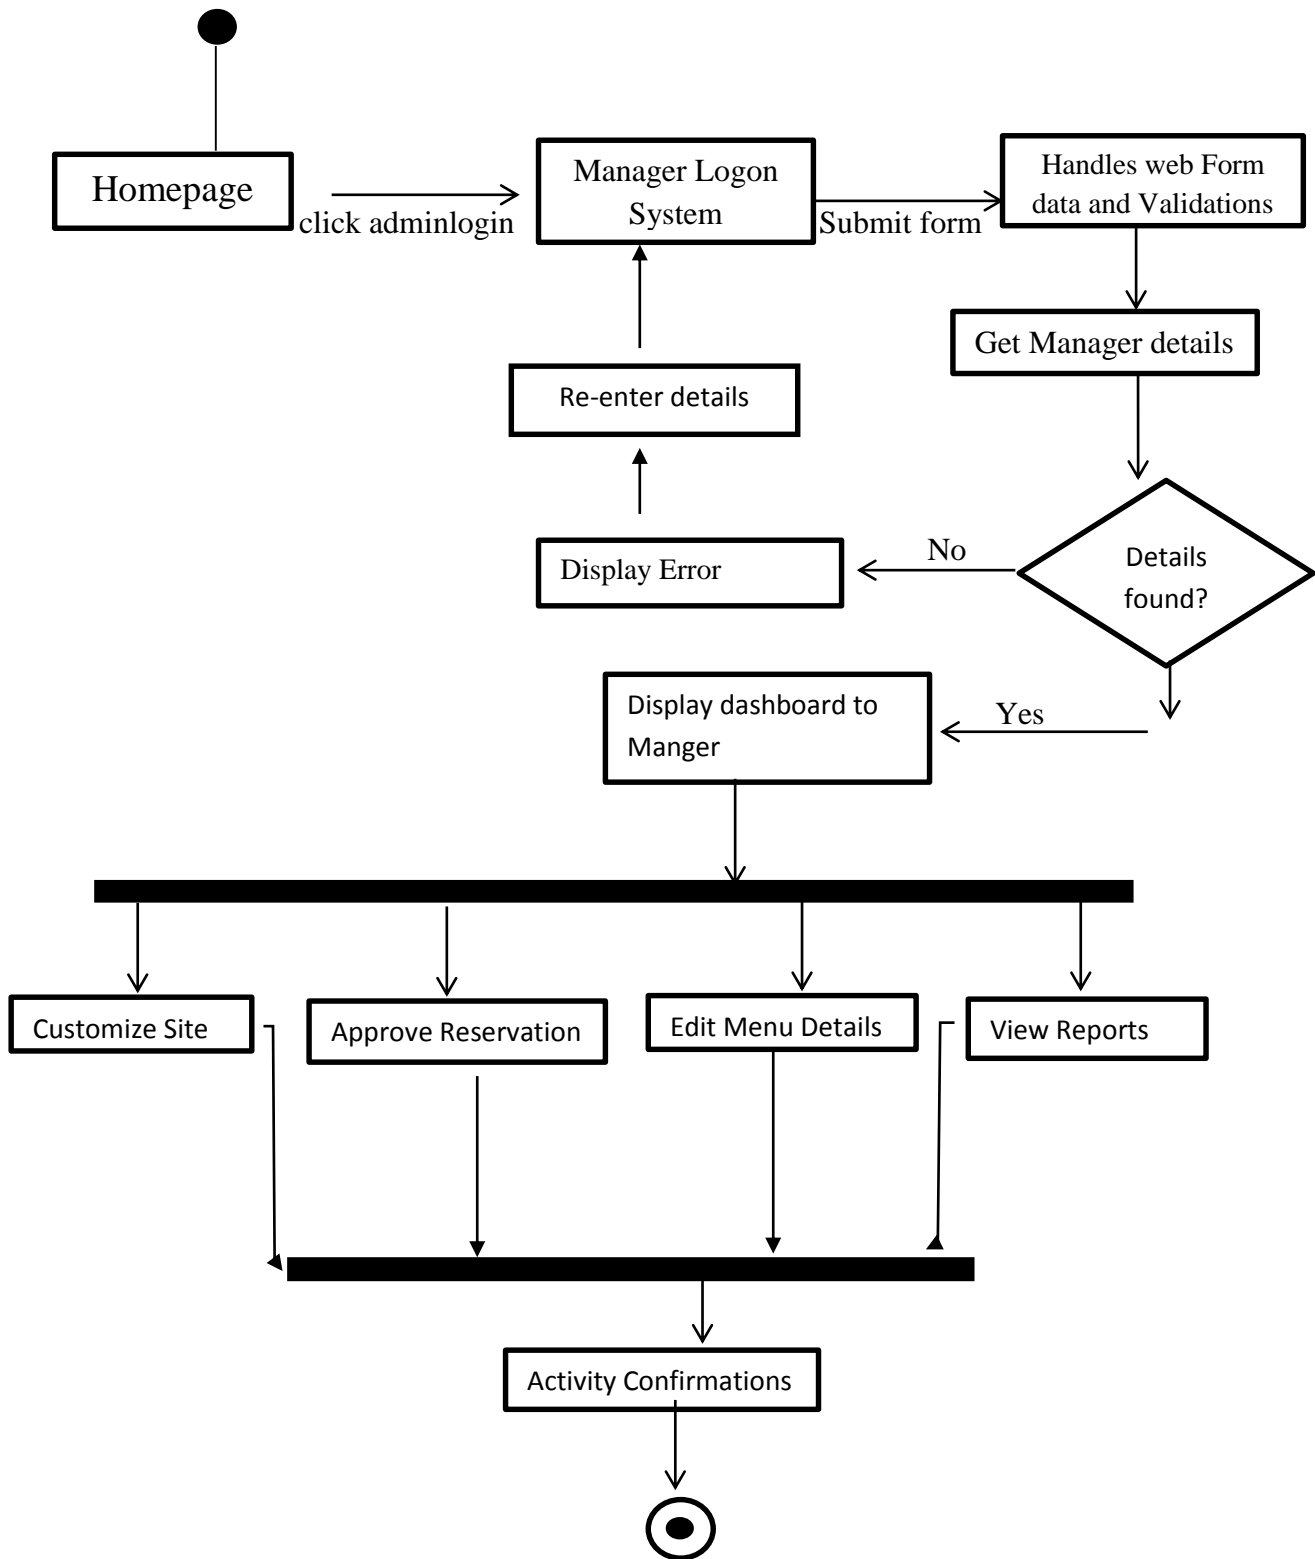 Homepage
click adminlogin
Manager Logon
System
Submit form
Handles web Form
data and Validations
Get Manager details
Re-enter details
Details
found?
No
Display Error
Yes
Display dashboard to
Manger
Customize Site
Approve Reservation
Edit Menu Details
View Reports
Activity Confirmations